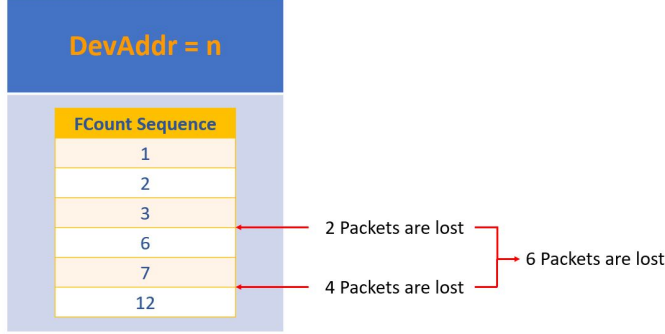 DevAddr = n
FCount Sequence
1
2
3
6
7
12
2 Packets are lost
4 Packets are lost
6 Packets are lost